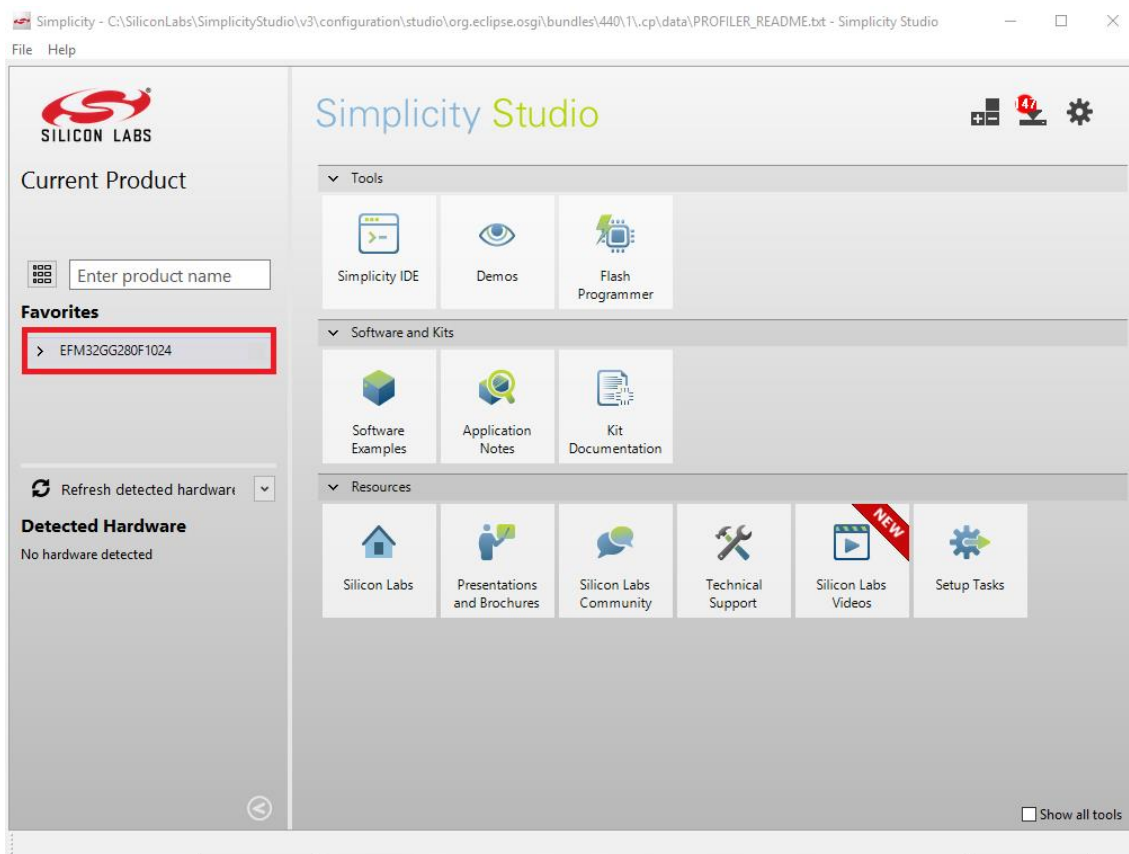 Simplicity - C:\SiliconLabs\SimplicityStudio\v3\configuration\studio\org.eclipse.osgi\bundles\440\1\.cp\data\PROFILER_README.txt - Simplicity Studio
File Help
SILICON LABS
Simplicity Studio
147
Current Product
Enter product name
Favorites
EFM32GG280F1024
Refresh detected hardware
Detected Hardware
No hardware detected
Tools
Simplicity IDE
Demos
Flash
Programmer
Software and Kits
Software
Examples
Application
Notes
Kit
Documentation
Resources
Silicon Labs
Presentations
and Brochures
Silicon Labs
Community
Technical
Support
NEW
Silicon Labs
Videos
Setup Tasks
Show all tools